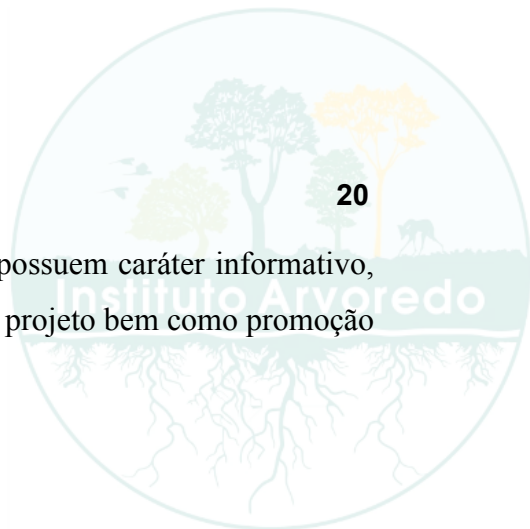 20
possuem caráter informativo,
Instituto Arvoredo
projeto bem como promoção